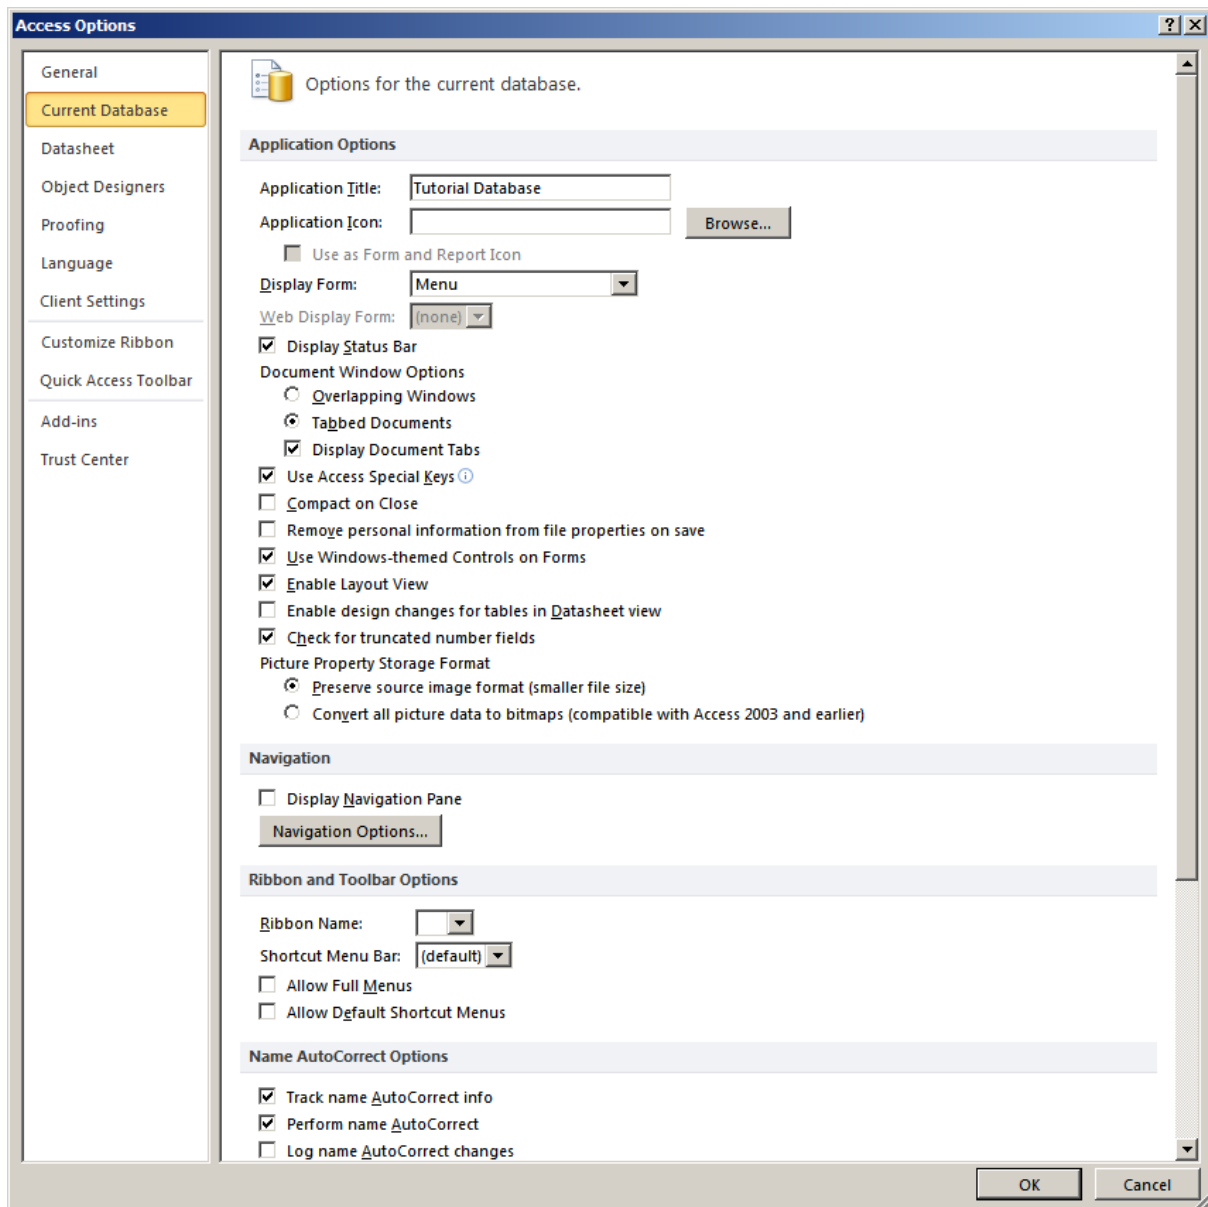 Access Options
General
Current Database
Datasheet
Object Designers
Proofing
Language
Client Settings
Customize Ribbon
Quick Access Toolbar
Add-ins
Trust Center
Options for the current database.
Application Options
Application Title: Tutorial Database
Application Icon: Browse...
Use as Form and Report Icon
Display Form: Menu
Web Display Form: (none)
Display Status Bar
Document Window Options
Overlapping Windows
Tabbed Documents
Display Document Tabs
Use Access Special Keys
Compact on Close
Remove personal information from file properties on save
Use Windows-themed Controls on Forms
Enable Layout View
Enable design changes for tables in Datasheet view
Check for truncated number fields
Picture Property Storage Format
Preserve source image format (smaller file size)
Convert all picture data to bitmaps (compatible with Access 2003 and earlier)
Navigation
Display Navigation Pane
Navigation Options...
Ribbon and Toolbar Options
Ribbon Name:
Shortcut Menu Bar: (default)
Allow Full Menus
Allow Default Shortcut Menus
Name AutoCorrect Options
Track name AutoCorrect info
Perform name AutoCorrect
Log name AutoCorrect changes
OK Cancel